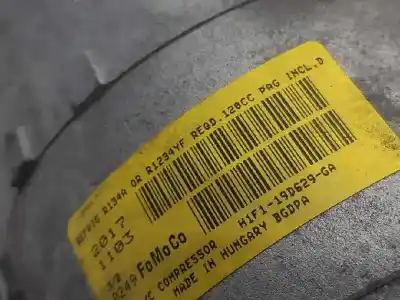 R134A OR R1234YF REQD.120CC PAG INCL.D
2017
1103
FoMoCo
H1F1-19D629-GA
COMPRESSOR
MADE IN HUNGARY BGDPA